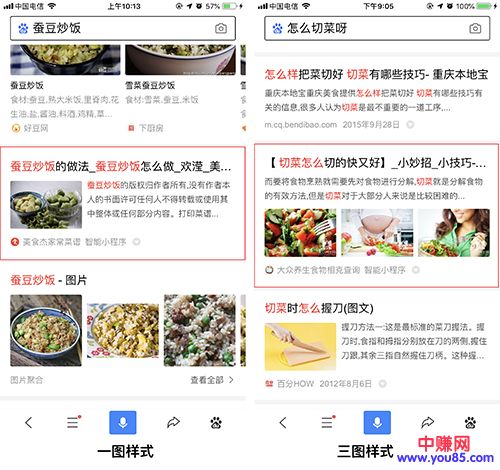 中国电信
上午10:13
57%
蚕豆炒饭
蚕豆炒饭
食材:蚕豆,熟大米饭,里脊肉,花
生油,盐,酱油,料酒,鸡精,草...
好豆网
雪菜蚕豆炒饭
食材:雪菜,蚕豆,米饭
下厨房
蚕豆炒饭的做法_蚕豆炒饭怎么做_欢滢_美...
蚕豆炒饭的版权归作者所有,没有作者本
人的书面许可任何人不得转载或使用其
中整体或任何部分内容。打印菜谱...
美食杰家常菜谱 智能小程序
蚕豆炒饭 - 图片
图片聚合
查看全部
一图样式
中国电信
下午9:05
64%
怎么切菜呀
怎么样把菜切好 切菜有哪些技巧- 重庆本地宝
重庆本地宝重庆美食提供怎么样把菜切好 切菜有哪些技巧有
关的信息,很多人认为切菜是最不重要的一道工序,...
m.cq.bendibao.com 2015年9月28日
【 切菜怎么切的快又好】_小妙招_小技巧-...
而要将食物烹熟就需要先对食物进行分解,切菜就是分解食物
的有效方法,但是切菜对于大部分人来说是比较困难的...
大众养生食物相克查询 智能小程序
切菜时怎么握刀(图文)
握刀方法一:这是最标准的菜刀握法。握
刀时,食指和拇指分别放在刀的两侧,后
侧跟,其余三指自然握住刀柄。这种握...
百分HOW 2012年8月6日
三图样式
中赚网
www.you85.com